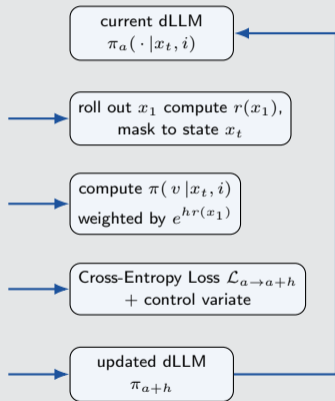 current dLLM
π_a( · |x_t, i)
roll out x_1 compute r(x_1),
mask to state x_t
compute π( v |x_t, i)
weighted by e^{hr(x_1)}
Cross-Entropy Loss ℒ_{a→a+h}
+ control variate
updated dLLM
π_{a+h}